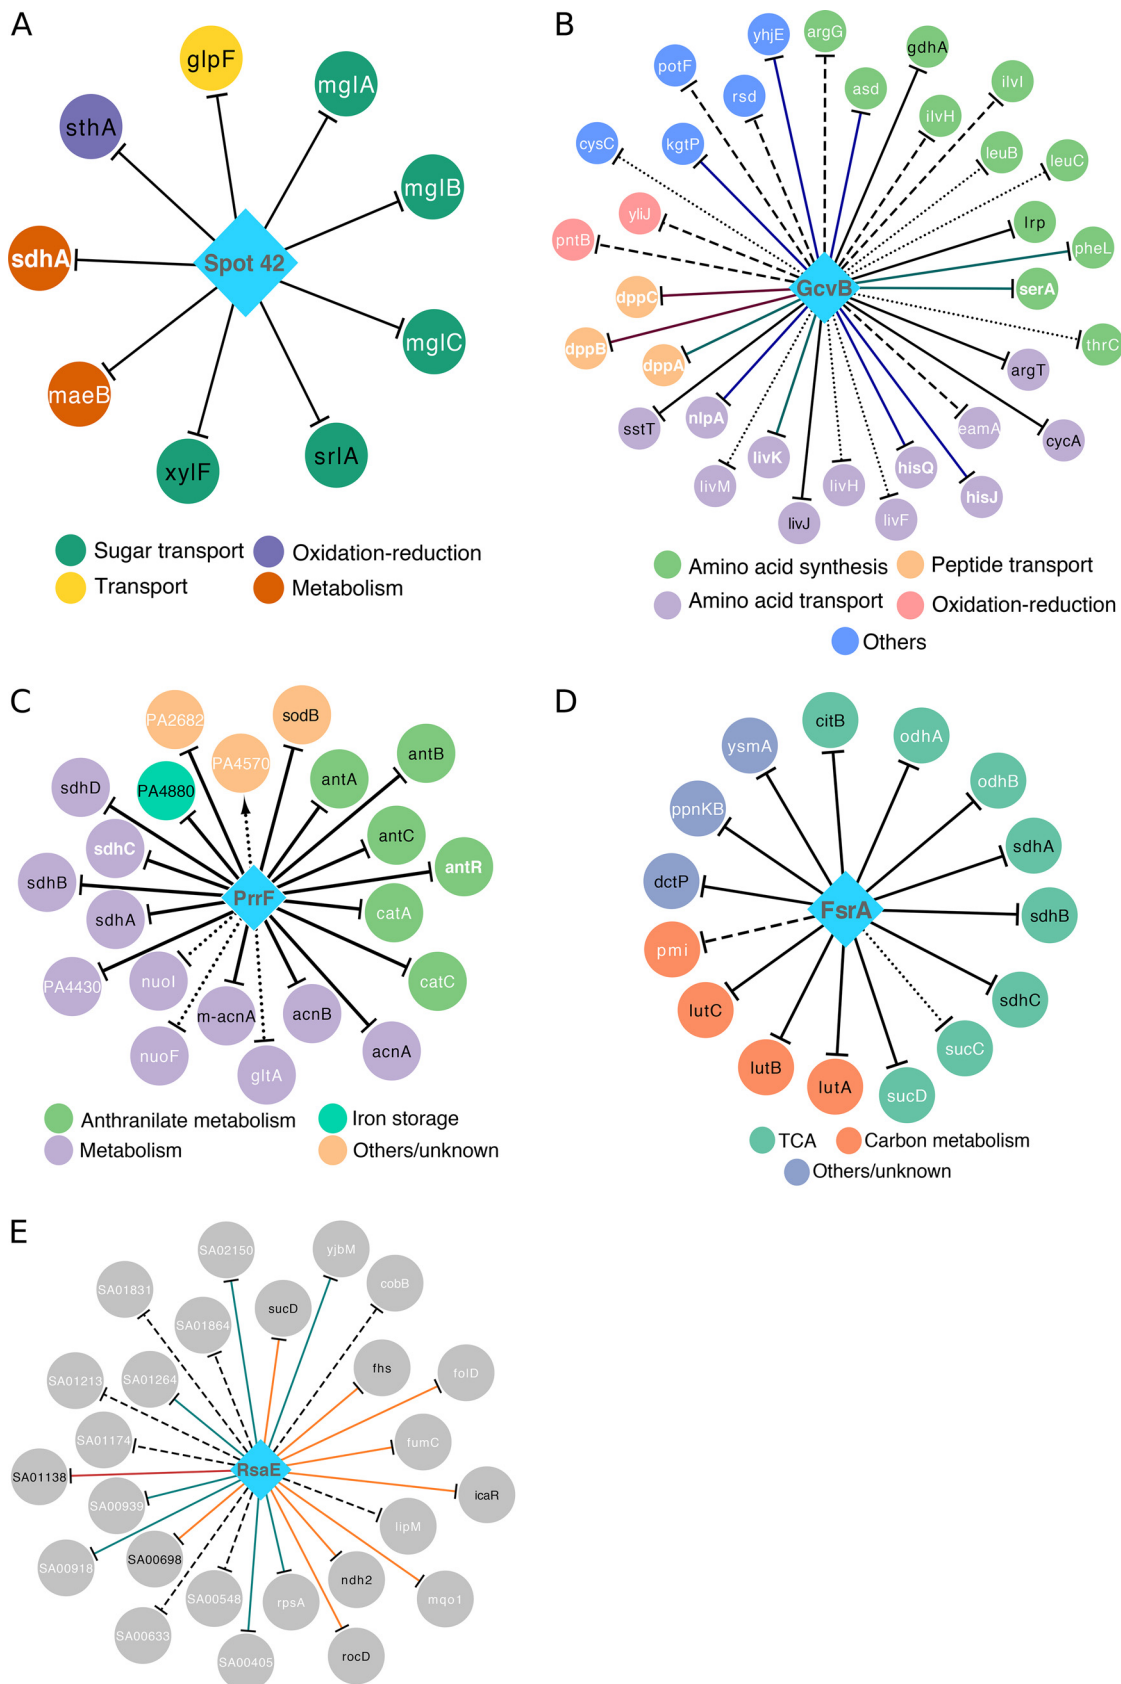 A
glpF
mglA
sthA
mglB
sdhA
Spot 42
mglC
maeB
xylF
srlA
Sugar transport
Oxidation-reduction
Transport
Metabolism
B
yhjE
argG
gdhA
potF
rsd
asd
ilvI
cysC
kgtP
ilvH
leuB
leuC
yliJ
pntB
lrp
pheL
dppC
GcvB
serA
dppB
dppA
thrC
argT
sstT
nlpA
eamA
cycA
livK
livM
livH
hisQ
hisJ
livJ
livF
Amino acid synthesis
Peptide transport
Amino acid transport
Oxidation-reduction
Others
C
PA2682
sodB
PA4570
antB
sdhD
PA4880
antA
sdhC
antC
antR
sdhB
PrrF
sdhA
catA
PA4430
nuoI
catC
m-acnA
acnB
nuoF
gltA
acnA
Anthranilate metabolism
Iron storage
Metabolism
Others/unknown
D
citB
odhA
ysmA
odhB
ppnKB
sdhA
dctP
FsrA
sdhB
pmi
lutC
sdhC
sucC
lutB
lutA
sucD
TCA
Carbon metabolism
Others/unknown
E
SA02150
yjbM
SA01831
cobB
SA01864
sucD
SA01213
SA01264
fhs
folD
SA01174
fumC
SA01138
RsaE
icaR
SA00939
lipM
SA00918
SA00698
ndh2
mqo1
SA00548
rpsA
SA00633
SA00405
rocD